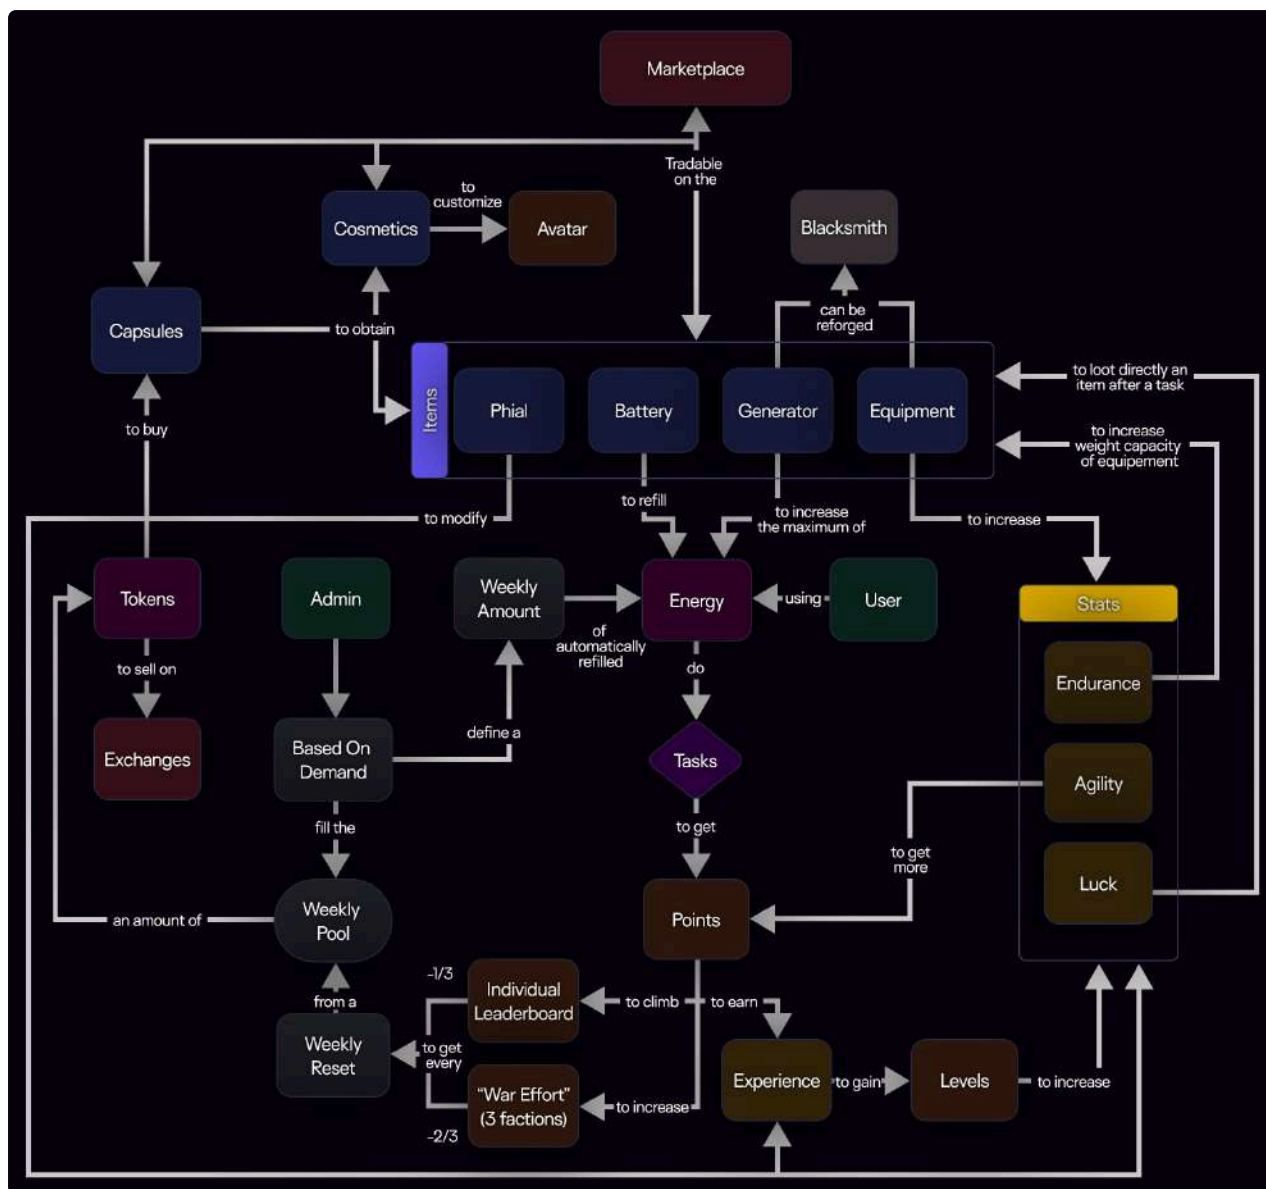 Marketplace
Tradable
on the
to
customize
Cosmetics
Avatar
Blacksmith
Capsules
to obtain
can be
reforged
Items
Phial
Battery
Generator
Equipment
to loot directly an
item after a task
to buy
to increase
weight capacity
of equipement
to modify
to refill
to increase
the maximum of
to increase
Tokens
Admin
Weekly
Amount
of
automatically
refilled
Energy
using
User
Stats
to sell on
do
Endurance
Exchanges
Based On
Demand
define a
Tasks
Agility
fill the
to get
to get
more
Luck
an amount of
Weekly
Pool
Points
-1/3
Individual
Leaderboard
to climb
to earn
from a
Weekly
Reset
to get
every
Experience
to gain
Levels
to increase
"War Effort"
(3 factions)
to increase
-2/3